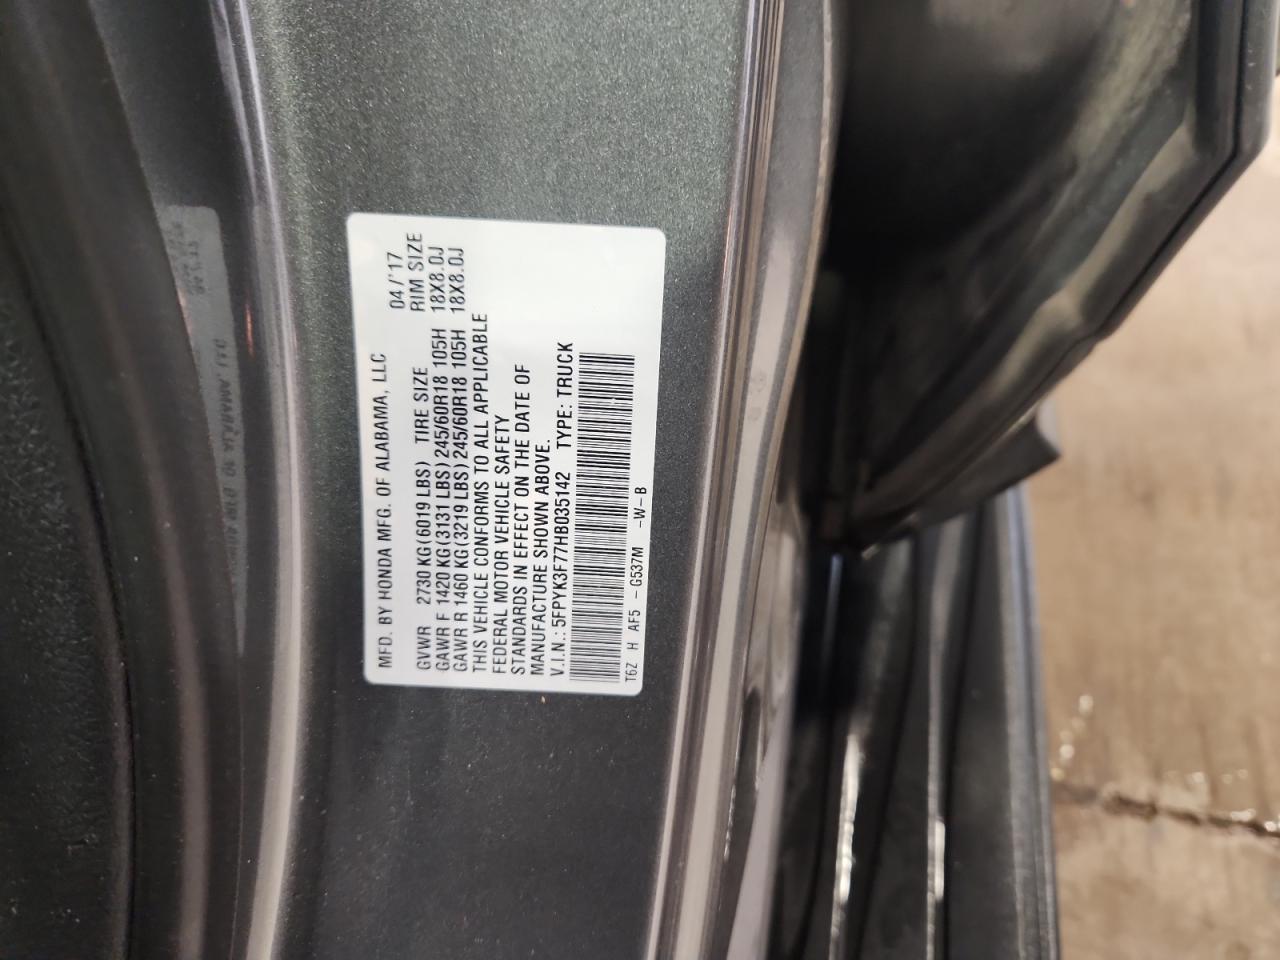 MFD. BY HONDA MFG. OF ALABAMA, LLC 04/'17
GVWR 2730 KG (6019 LBS) TIRE SIZE RIM SIZE
GAWR F 1420 KG (3131 LBS) 245/60R18 105H 18X8.0J
GAWR R 1460 KG (3219 LBS) 245/60R18 105H 18X8.0J
THIS VEHICLE CONFORMS TO ALL APPLICABLE
FEDERAL MOTOR VEHICLE SAFETY
STANDARDS IN EFFECT ON THE DATE OF
MANUFACTURE SHOWN ABOVE.
V.I.N.: 5FPYK3F77HB035142 TYPE: TRUCK
T6Z H AF5 - G537M -W-B